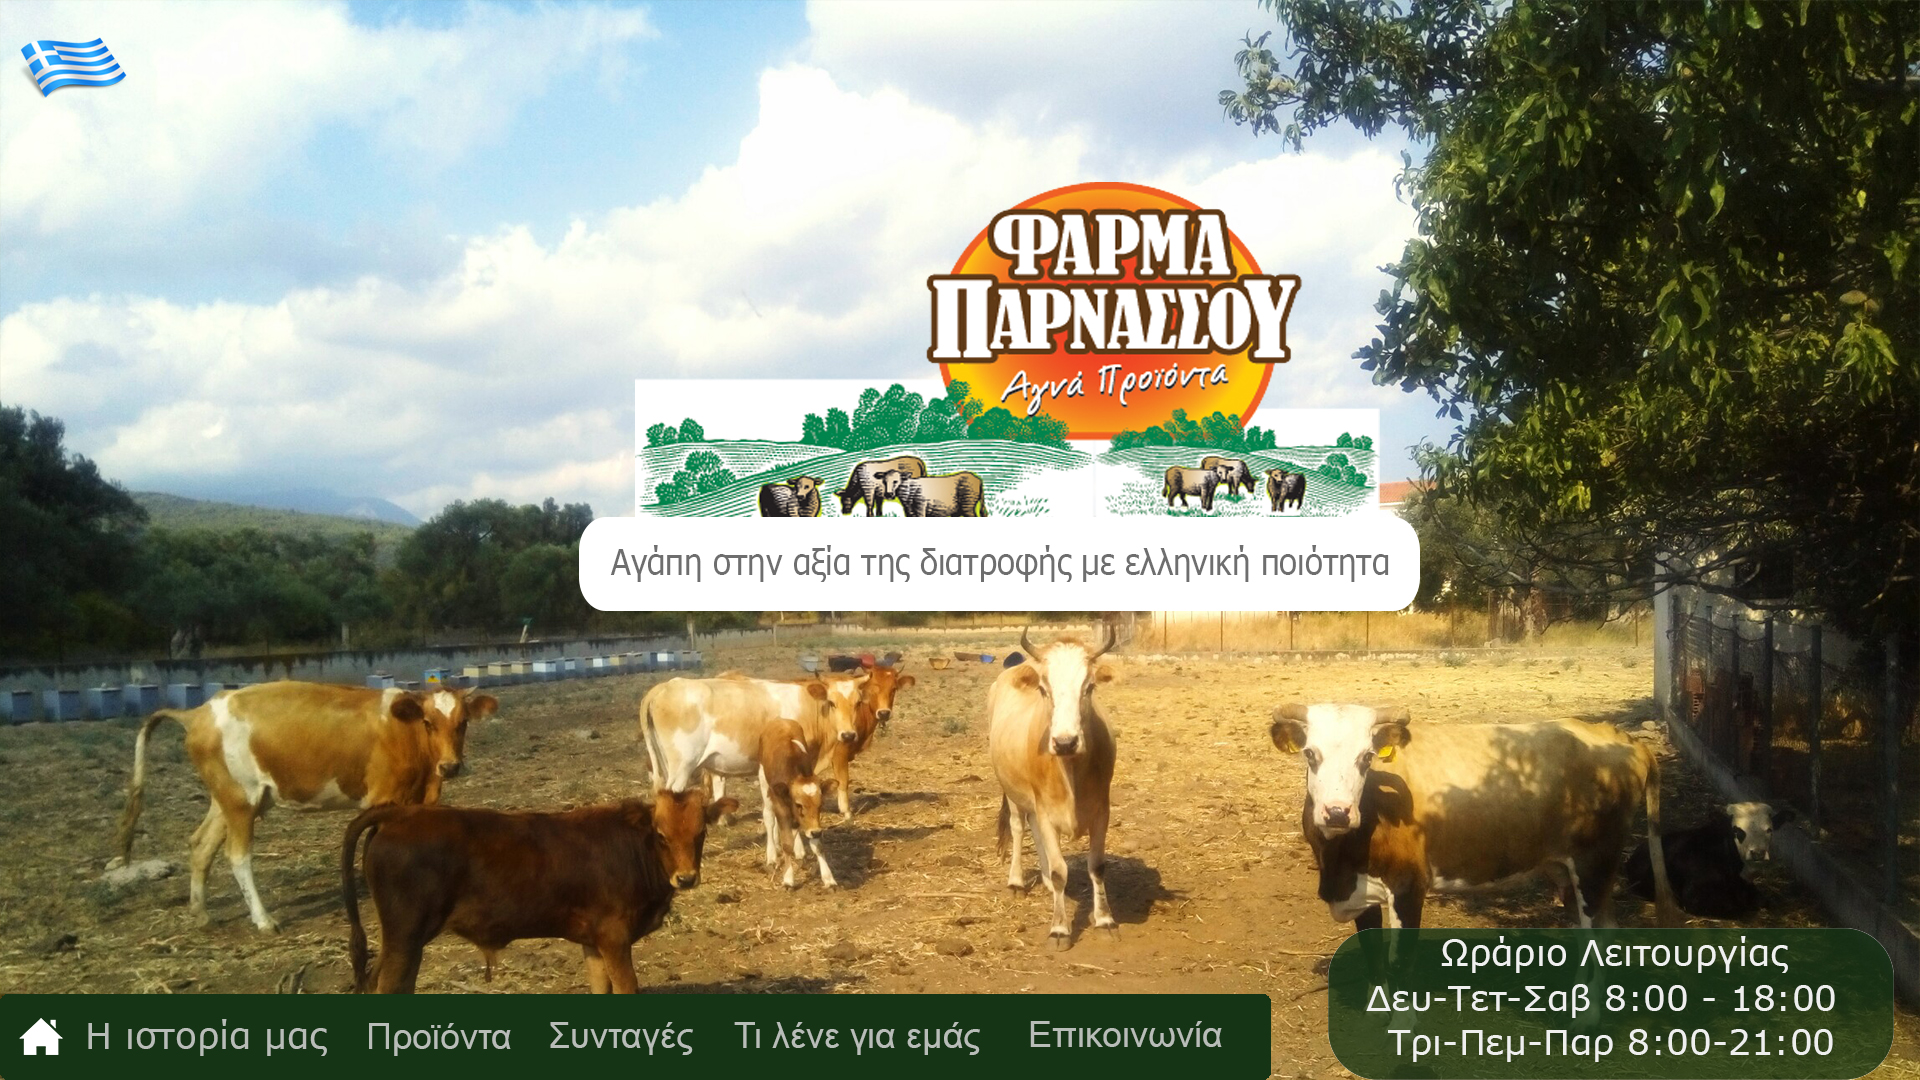 ΦΑΡΜΑ
ΠΑΡΝΑΣΣΟΥ
Αγνά Προϊόντα
Αγάπη στην αξία της διατροφής με ελληνική ποιότητα
Ωράριο Λειτουργίας
Δευ-Τετ-Σαβ 8:00 - 18:00
Τρι-Πεμ-Παρ 8:00-21:00
Η ιστορία μας Προϊόντα Συνταγές Τι λένε για εμάς Επικοινωνία